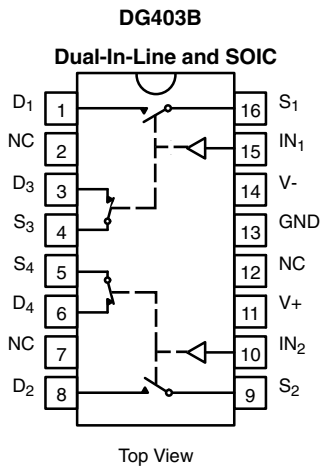 DG403B
Dual-In-Line and SOIC
D1 1 16 S1
NC 2 15 IN1
D3 3 14 V-
S3 4 13 GND
S4 5 12 NC
D4 6 11 V+
NC 7 10 IN2
D2 8 9 S2
Top View